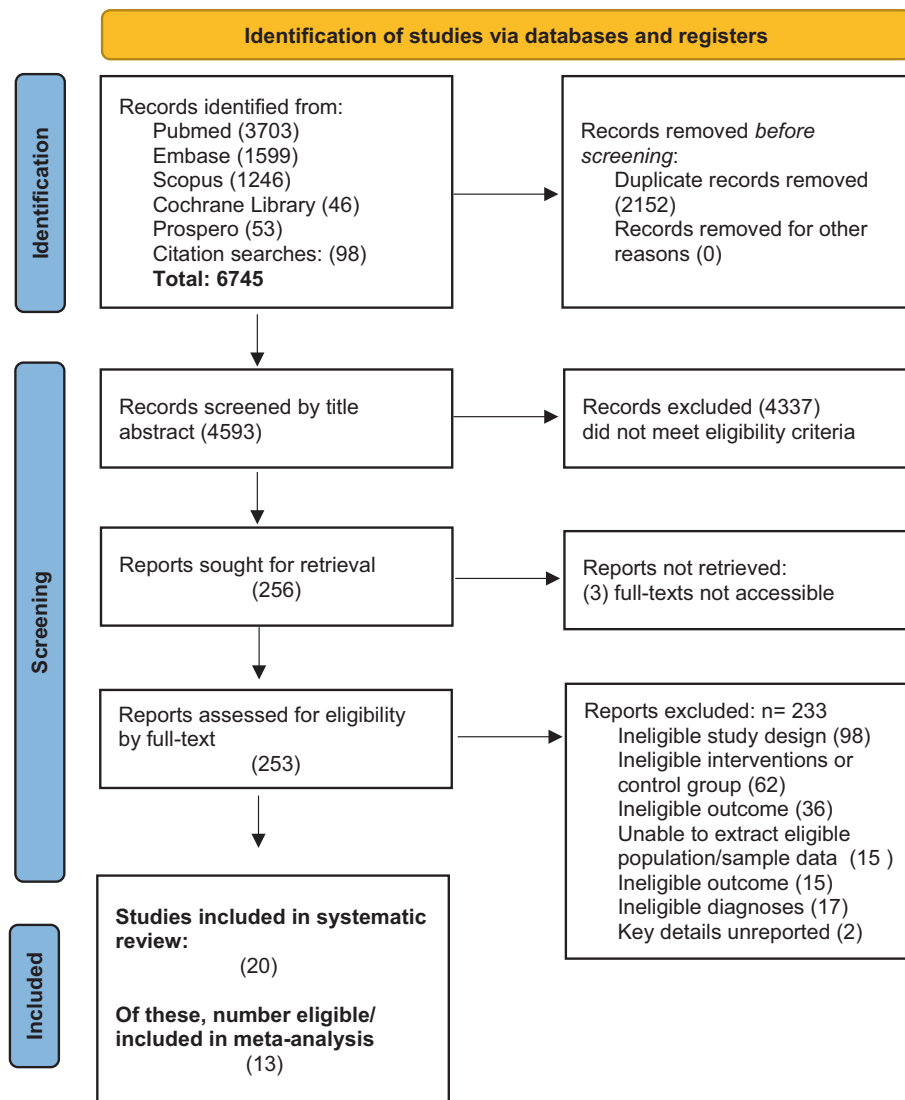 Identification of studies via databases and registers
Identification
Records identified from:
Pubmed (3703)
Embase (1599)
Scopus (1246)
Cochrane Library (46)
Prospero (53)
Citation searches: (98)
Total: 6745
Records removed before
screening:
Duplicate records removed
(2152)
Records removed for other
reasons (0)
Screening
Records screened by title
abstract (4593)
Records excluded (4337)
did not meet eligibility criteria
Reports sought for retrieval
(256)
Reports not retrieved:
(3) full-texts not accessible
Reports assessed for eligibility
by full-text
(253)
Reports excluded: n= 233
Ineligible study design (98)
Ineligible interventions or
control group (62)
Ineligible outcome (36)
Unable to extract eligible
population/sample data (15 )
Ineligible outcome (15)
Ineligible diagnoses (17)
Key details unreported (2)
Included
Studies included in systematic
review:
(20)
Of these, number eligible/
included in meta-analysis
(13)